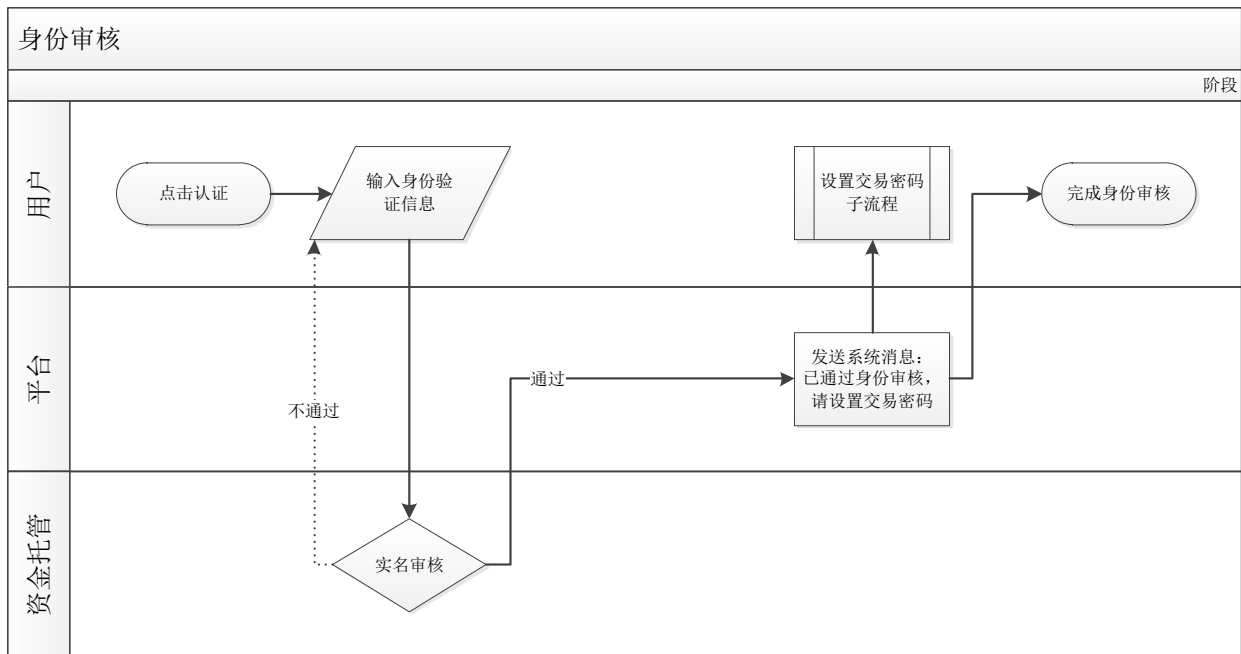 身份审核
阶段
用户
点击认证
输入身份验
证信息
设置交易密码
子流程
完成身份审核
平台
不通过
通过
发送系统消息：
已通过身份审核，
请设置交易密码
资金托管
实名审核